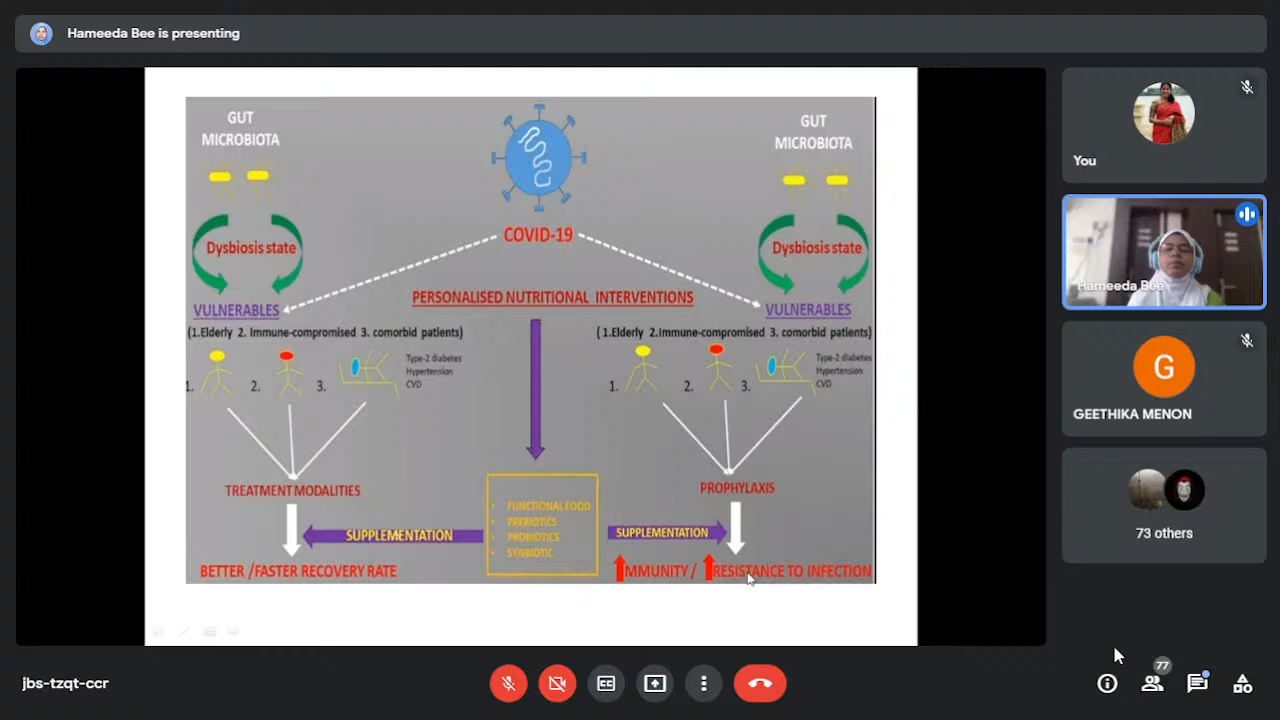 Hameeda Bee is presenting
GUT
MICROBIOTA
GUT
MICROBIOTA
Dysbiosis state
COVID-19
Dysbiosis state
VULNERABLES
PERSONALISED NUTRITIONAL INTERVENTIONS
VULNERABLES
(1.Elderly 2. Immune-compromised 3. comorbid patients)
(1.Elderly 2.Immune-compromised 3. comorbid patients)
Type-2 diabetes
Hypertension
CVD
1. 2. 3.
Type-2 diabetes
Hypertension
CVD
1. 2. 3.
TREATMENT MODALITIES
PROPHYLAXIS
• FUNCTIONAL FOOD
• PREBIOTICS
• PROBIOTICS
• SYNBIOTIC
SUPPLEMENTATION
SUPPLEMENTATION
BETTER /FASTER RECOVERY RATE
MMUNITY / RESISTANCE TO INFECTION
You
Hameeda Bee
G
GEETHIKA MENON
73 others
jbs-tzqt-ccr
CC
77